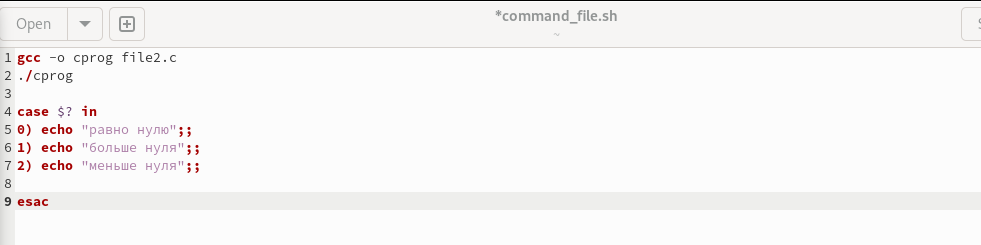 Open
*command_file.sh
~
1 gcc -o cprog file2.c
2 ./cprog
3
4 case $? in
5 0) echo "равно нулю";;
6 1) echo "больше нуля";;
7 2) echo "меньше нуля";;
8
9 esac